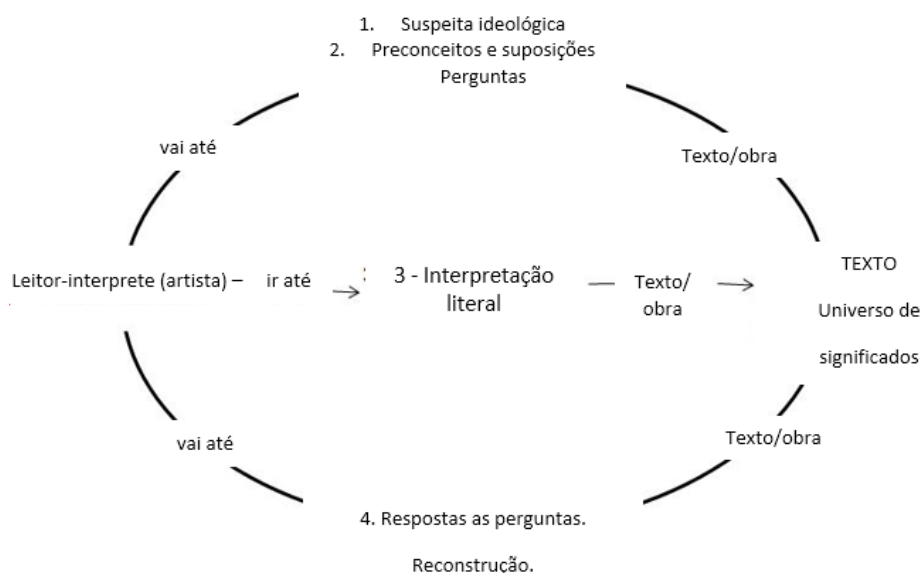 1. Suspeita ideológica
2. Preconceitos e suposições
Perguntas
vai até
Texto/obra
Leitor-interprete (artista) – ir até
:
3 - Interpretação
literal
Texto/
obra
TEXTO
Universo de
significados
vai até
Texto/obra
4. Respostas as perguntas.
Reconstrução.